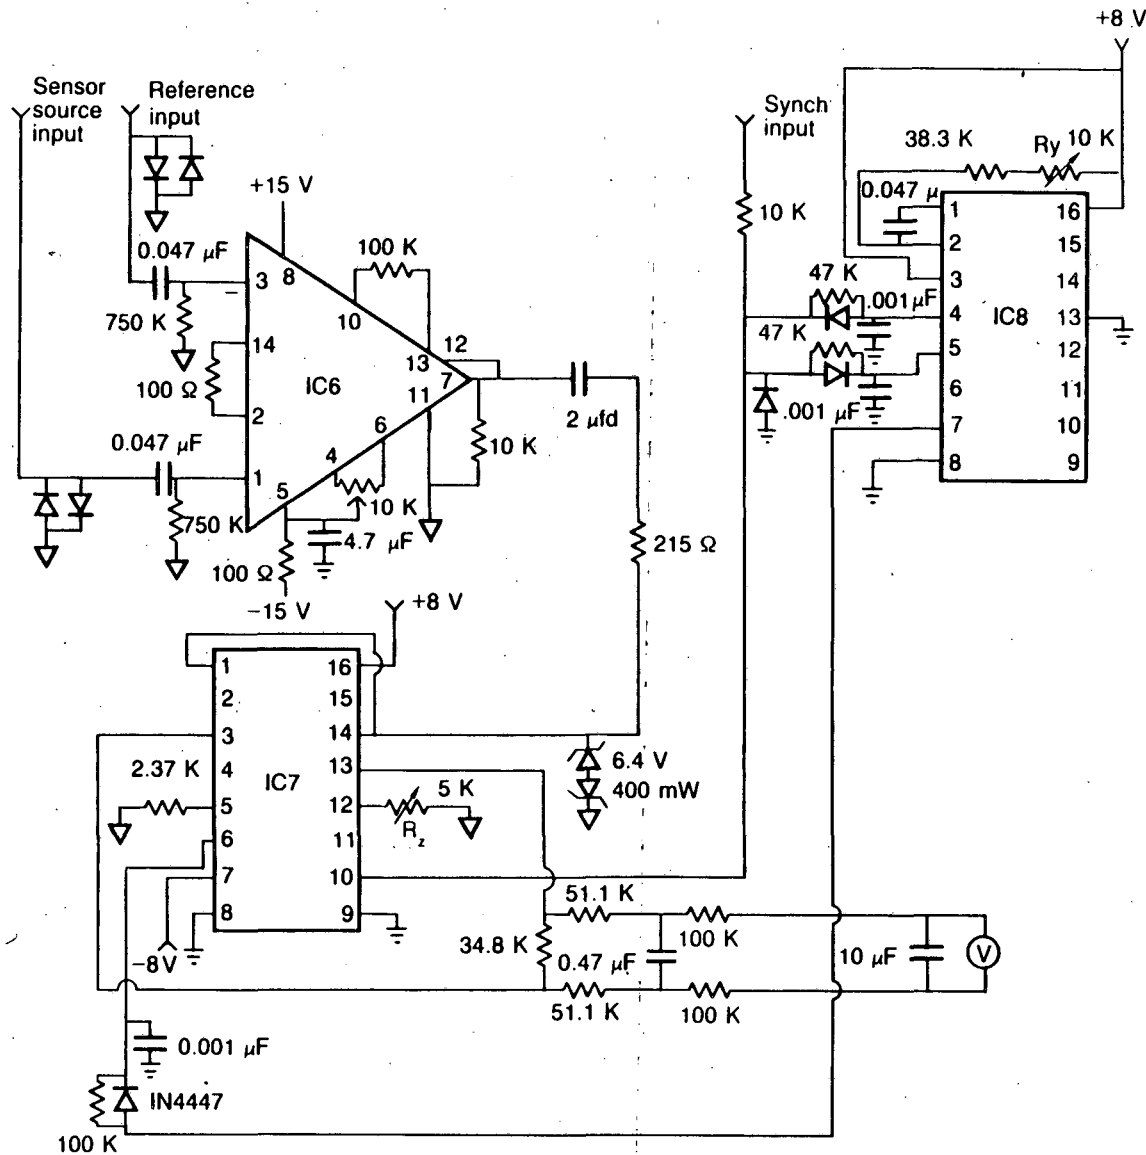 +8 V
Sensor source input
Reference input
Synch input
38.3 K
Ry
10 K
+15 V
0.047 µ
10 K
1
16
2
15
3
14
4
13
5
12
6
11
7
10
8
9
IC8
0.047 µF
100 K
3
−
8
10
47 K
.001 µF
47 K
.001 µF
750 K
14
13
12
7
11
100 Ω
IC6
2
6
2 µfd
10 K
0.047 µF
4
1
5
10 K
750 K
4.7 µF
100 Ω
−15 V
215 Ω
+8 V
1
16
2
15
3
14
4
13
5
12
6
11
7
10
8
9
IC7
6.4 V
400 mW
2.37 K
5 K
Rz
−8V
51.1 K
100 K
34.8 K
0.47 µF
10 µF
V
51.1 K
100 K
0.001 µF
IN4447
100 K